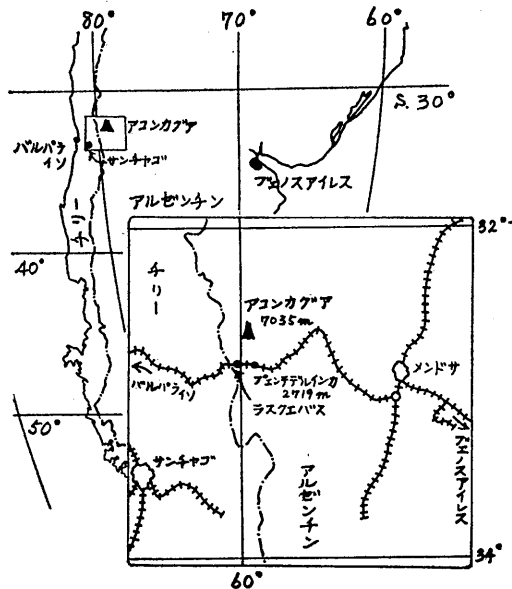 80°
70°
60°
S. 30°
アコンカグア
バルパラ
イソ
サンチャゴ
ブエノスアイレス
アルゼンチン
チリー
32°
40°
チリー
アコンカグア
7035m
メンドサ
バルパライソ
プエンテデルインカ
2719m
ラスクエバス
50°
サンチャゴ
アルゼンチン
ブエノスアイレス
34°
60°